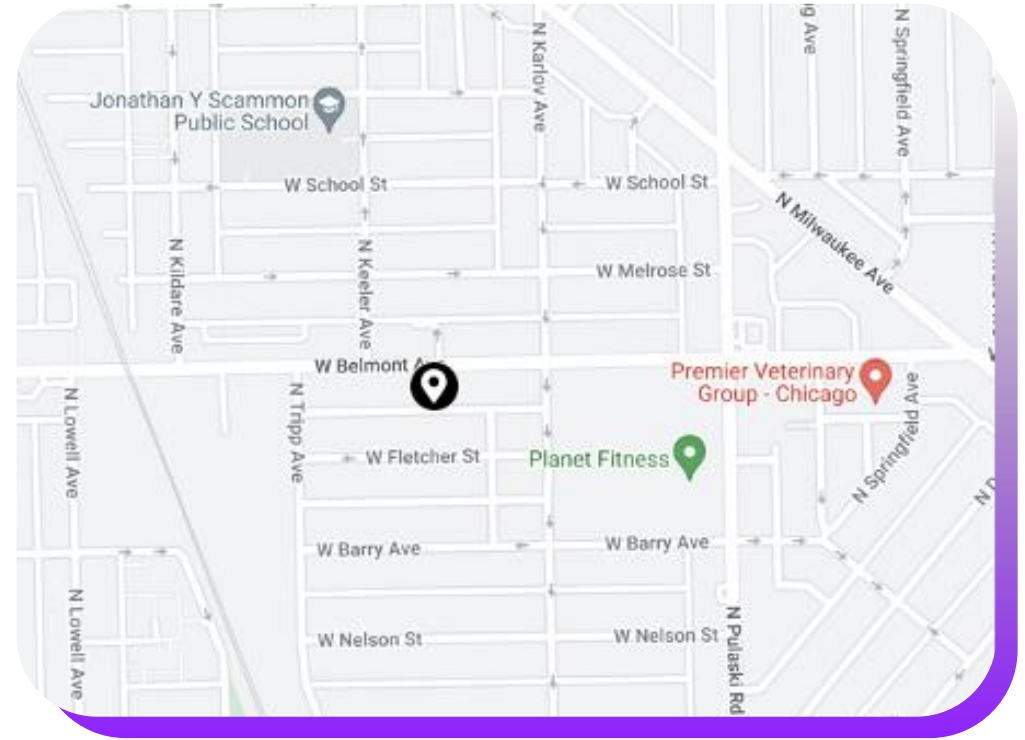 N Karlov Ave
N Springfield Ave
Jonathan Y Scammon
Public School
W School St
W School St
N Milwaukee Ave
N Kildare Ave
N Keeler Ave
W Melrose St
W Belmont
Premier Veterinary
Group - Chicago
N Lowell Ave
N Tripp Ave
W Fletcher St
Planet Fitness
N Springfield Ave
W Barry Ave
W Barry Ave
N Lowell Ave
W Nelson St
W Nelson St
N Pulaski Rd